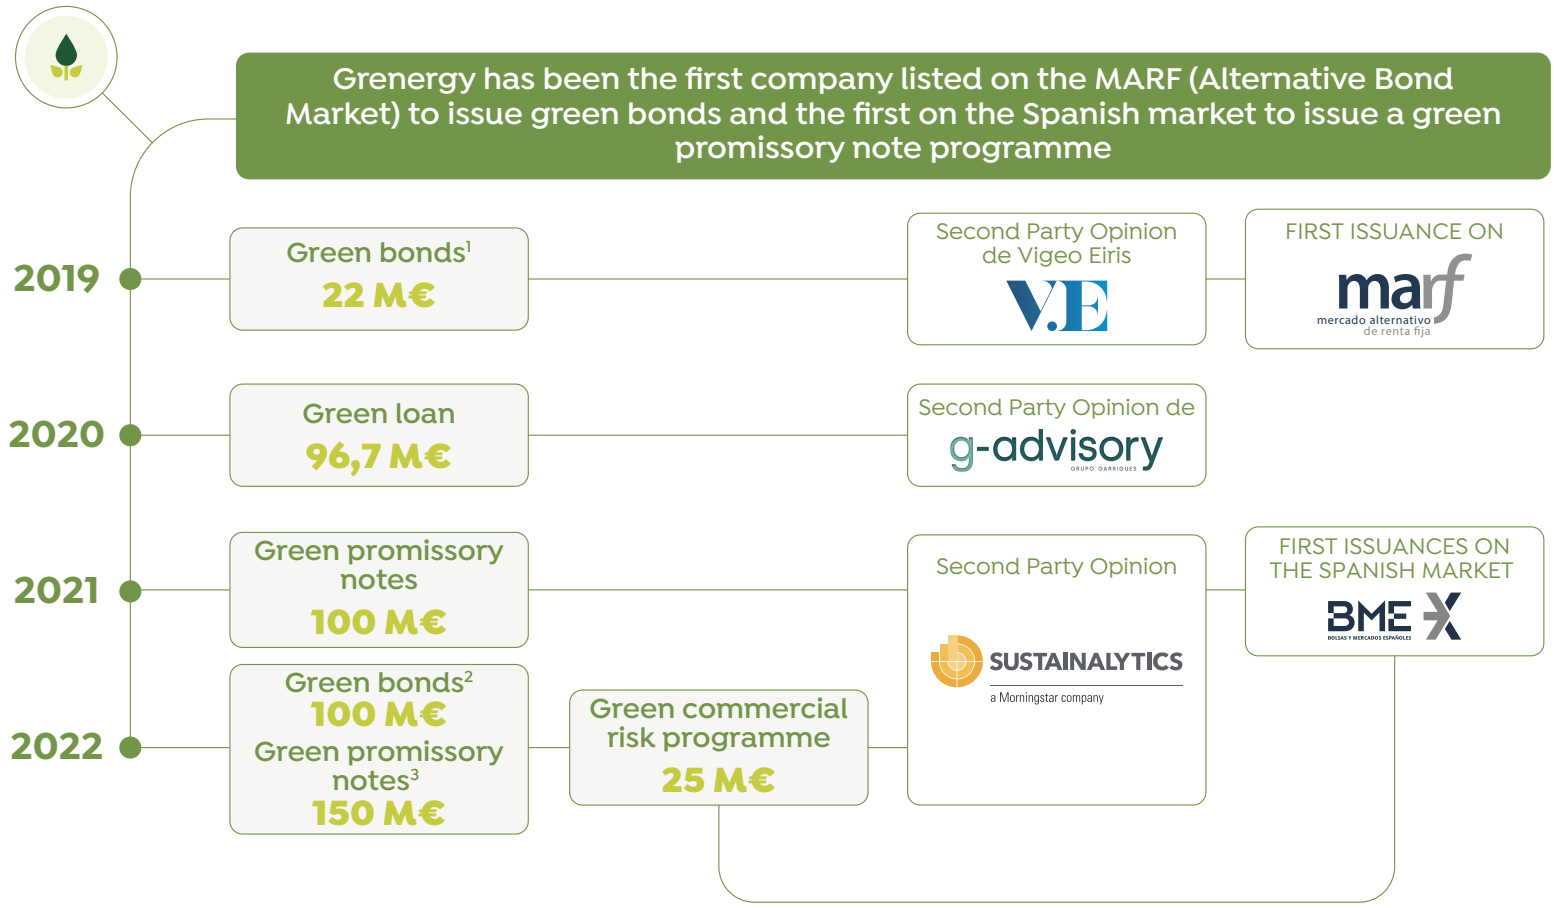 Grenergy has been the first company listed on the MARF (Alternative Bond
Market) to issue green bonds and the first on the Spanish market to issue a green
promissory note programme
2019
Green bonds¹
22 M€
Second Party Opinion
de Vigeo Eiris
V.E
FIRST ISSUANCE ON
marf
mercado alternativo
de renta fija
2020
Green loan
96,7 M€
Second Party Opinion de
g-advisory
GRUPO GARRIGUES
2021
Green promissory
notes
100 M€
Second Party Opinion
SUSTAINALYTICS
a Morningstar company
FIRST ISSUANCES ON
THE SPANISH MARKET
BME X
BOLSAS Y MERCADOS ESPAÑOLES
2022
Green bonds²
100 M€
Green promissory
notes³
150 M€
Green commercial
risk programme
25 M€